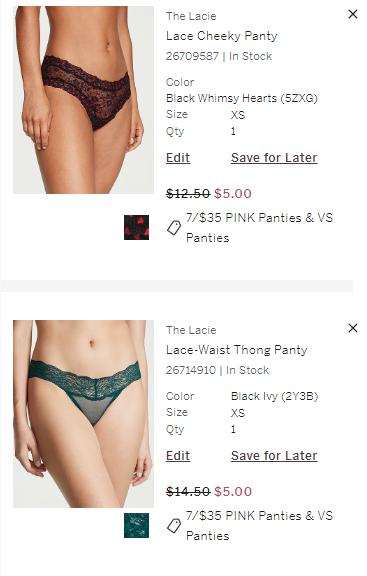 The Lacie
Lace Cheeky Panty
26709587 | In Stock
Color
Black Whimsy Hearts (5ZXG)
Size XS
Qty 1
Edit Save for Later
$12.50 $5.00
7/$35 PINK Panties & VS
Panties
The Lacie
Lace-Waist Thong Panty
26714910 | In Stock
Color Black Ivy (2Y3B)
Size XS
Qty 1
Edit Save for Later
$14.50 $5.00
7/$35 PINK Panties & VS
Panties